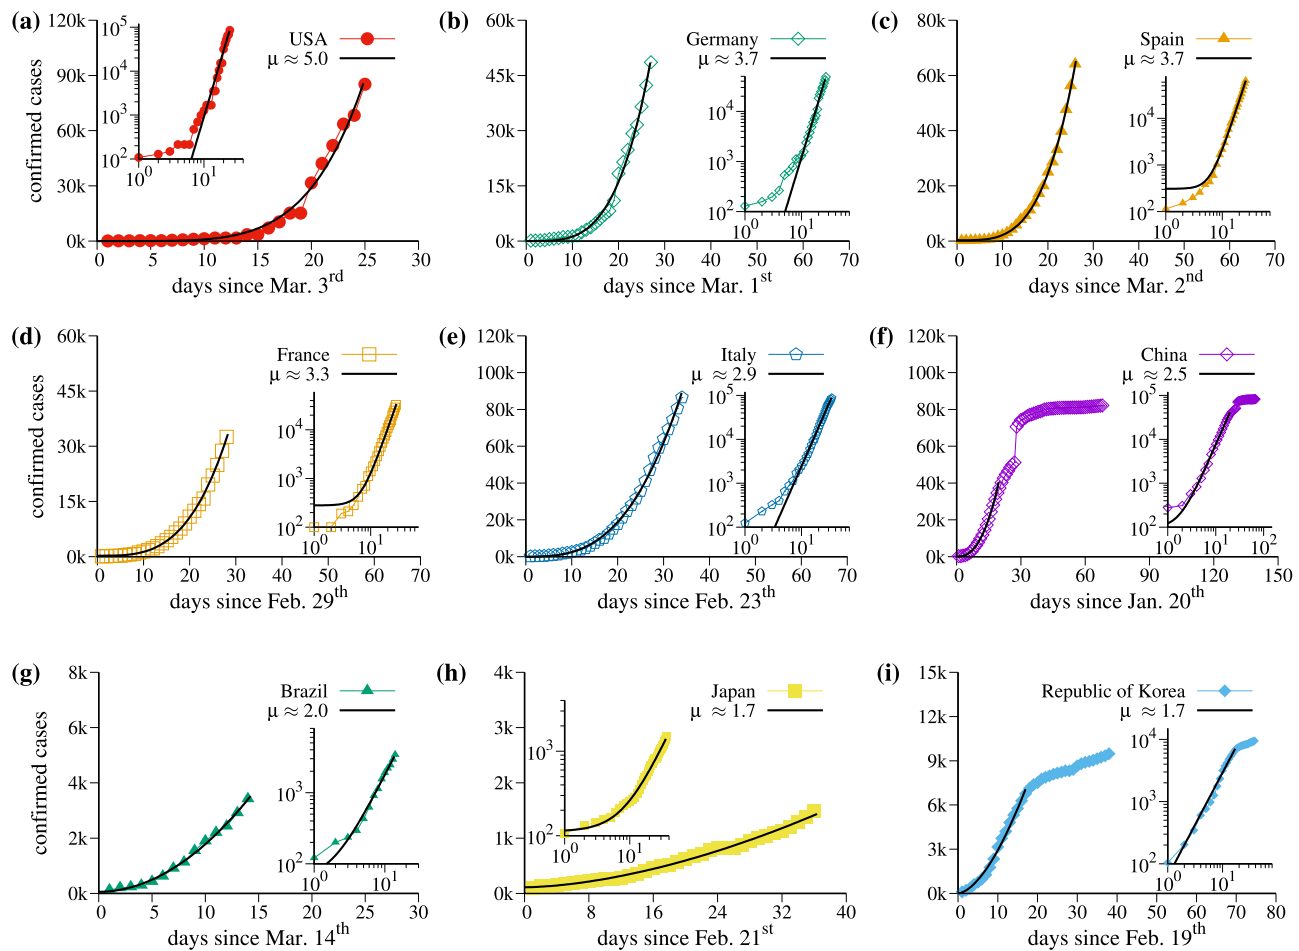 (a)
120k
90k
60k
30k
0k
confirmed cases
10^5
10^4
10^3
10^2
10^0
10^1
USA
μ ≈ 5.0
0
5
10
15
20
25
30
days since Mar. 3rd
(b)
60k
45k
30k
15k
0k
Germany
μ ≈ 3.7
10^4
10^3
10^2
10^0
10^1
0
10
20
30
40
50
60
70
days since Mar. 1st
(c)
80k
60k
40k
20k
0k
Spain
μ ≈ 3.7
10^4
10^3
10^2
10^0
10^1
0
10
20
30
40
50
60
70
days since Mar. 2nd
(d)
60k
45k
30k
15k
0k
confirmed cases
France
μ ≈ 3.3
10^4
10^3
10^2
10^0
10^1
0
10
20
30
40
50
60
70
days since Feb. 29th
(e)
120k
100k
80k
60k
40k
20k
0k
Italy
μ ≈ 2.9
10^5
10^4
10^3
10^2
10^0
10^1
0
10
20
30
40
50
60
70
days since Feb. 23th
(f)
120k
100k
80k
60k
40k
20k
0k
China
μ ≈ 2.5
10^5
10^4
10^3
10^2
10^0
10^1
10^2
0
30
60
90
120
150
days since Jan. 20th
(g)
8k
6k
4k
2k
0k
confirmed cases
Brazil
μ ≈ 2.0
10^3
10^2
10^0
10^1
0
5
10
15
20
25
30
days since Mar. 14th
(h)
4k
3k
2k
1k
0k
Japan
μ ≈ 1.7
10^3
10^2
10^0
10^1
0
8
16
24
32
40
days since Feb. 21st
(i)
15k
12k
9k
6k
3k
0k
Republic of Korea
μ ≈ 1.7
10^4
10^3
10^2
10^0
10^1
0
10
20
30
40
50
60
70
80
days since Feb. 19th